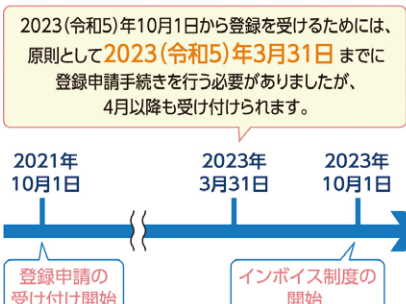 2023(令和5)年10月1日から登録を受けるためには、
原則として2023(令和5)年3月31日 までに
登録申請手続きを行う必要がありましたが、
4月以降も受け付けられます。
2021年
10月1日
2023年
3月31日
2023年
10月1日
登録申請の
受け付け開始
インボイス制度の
開始